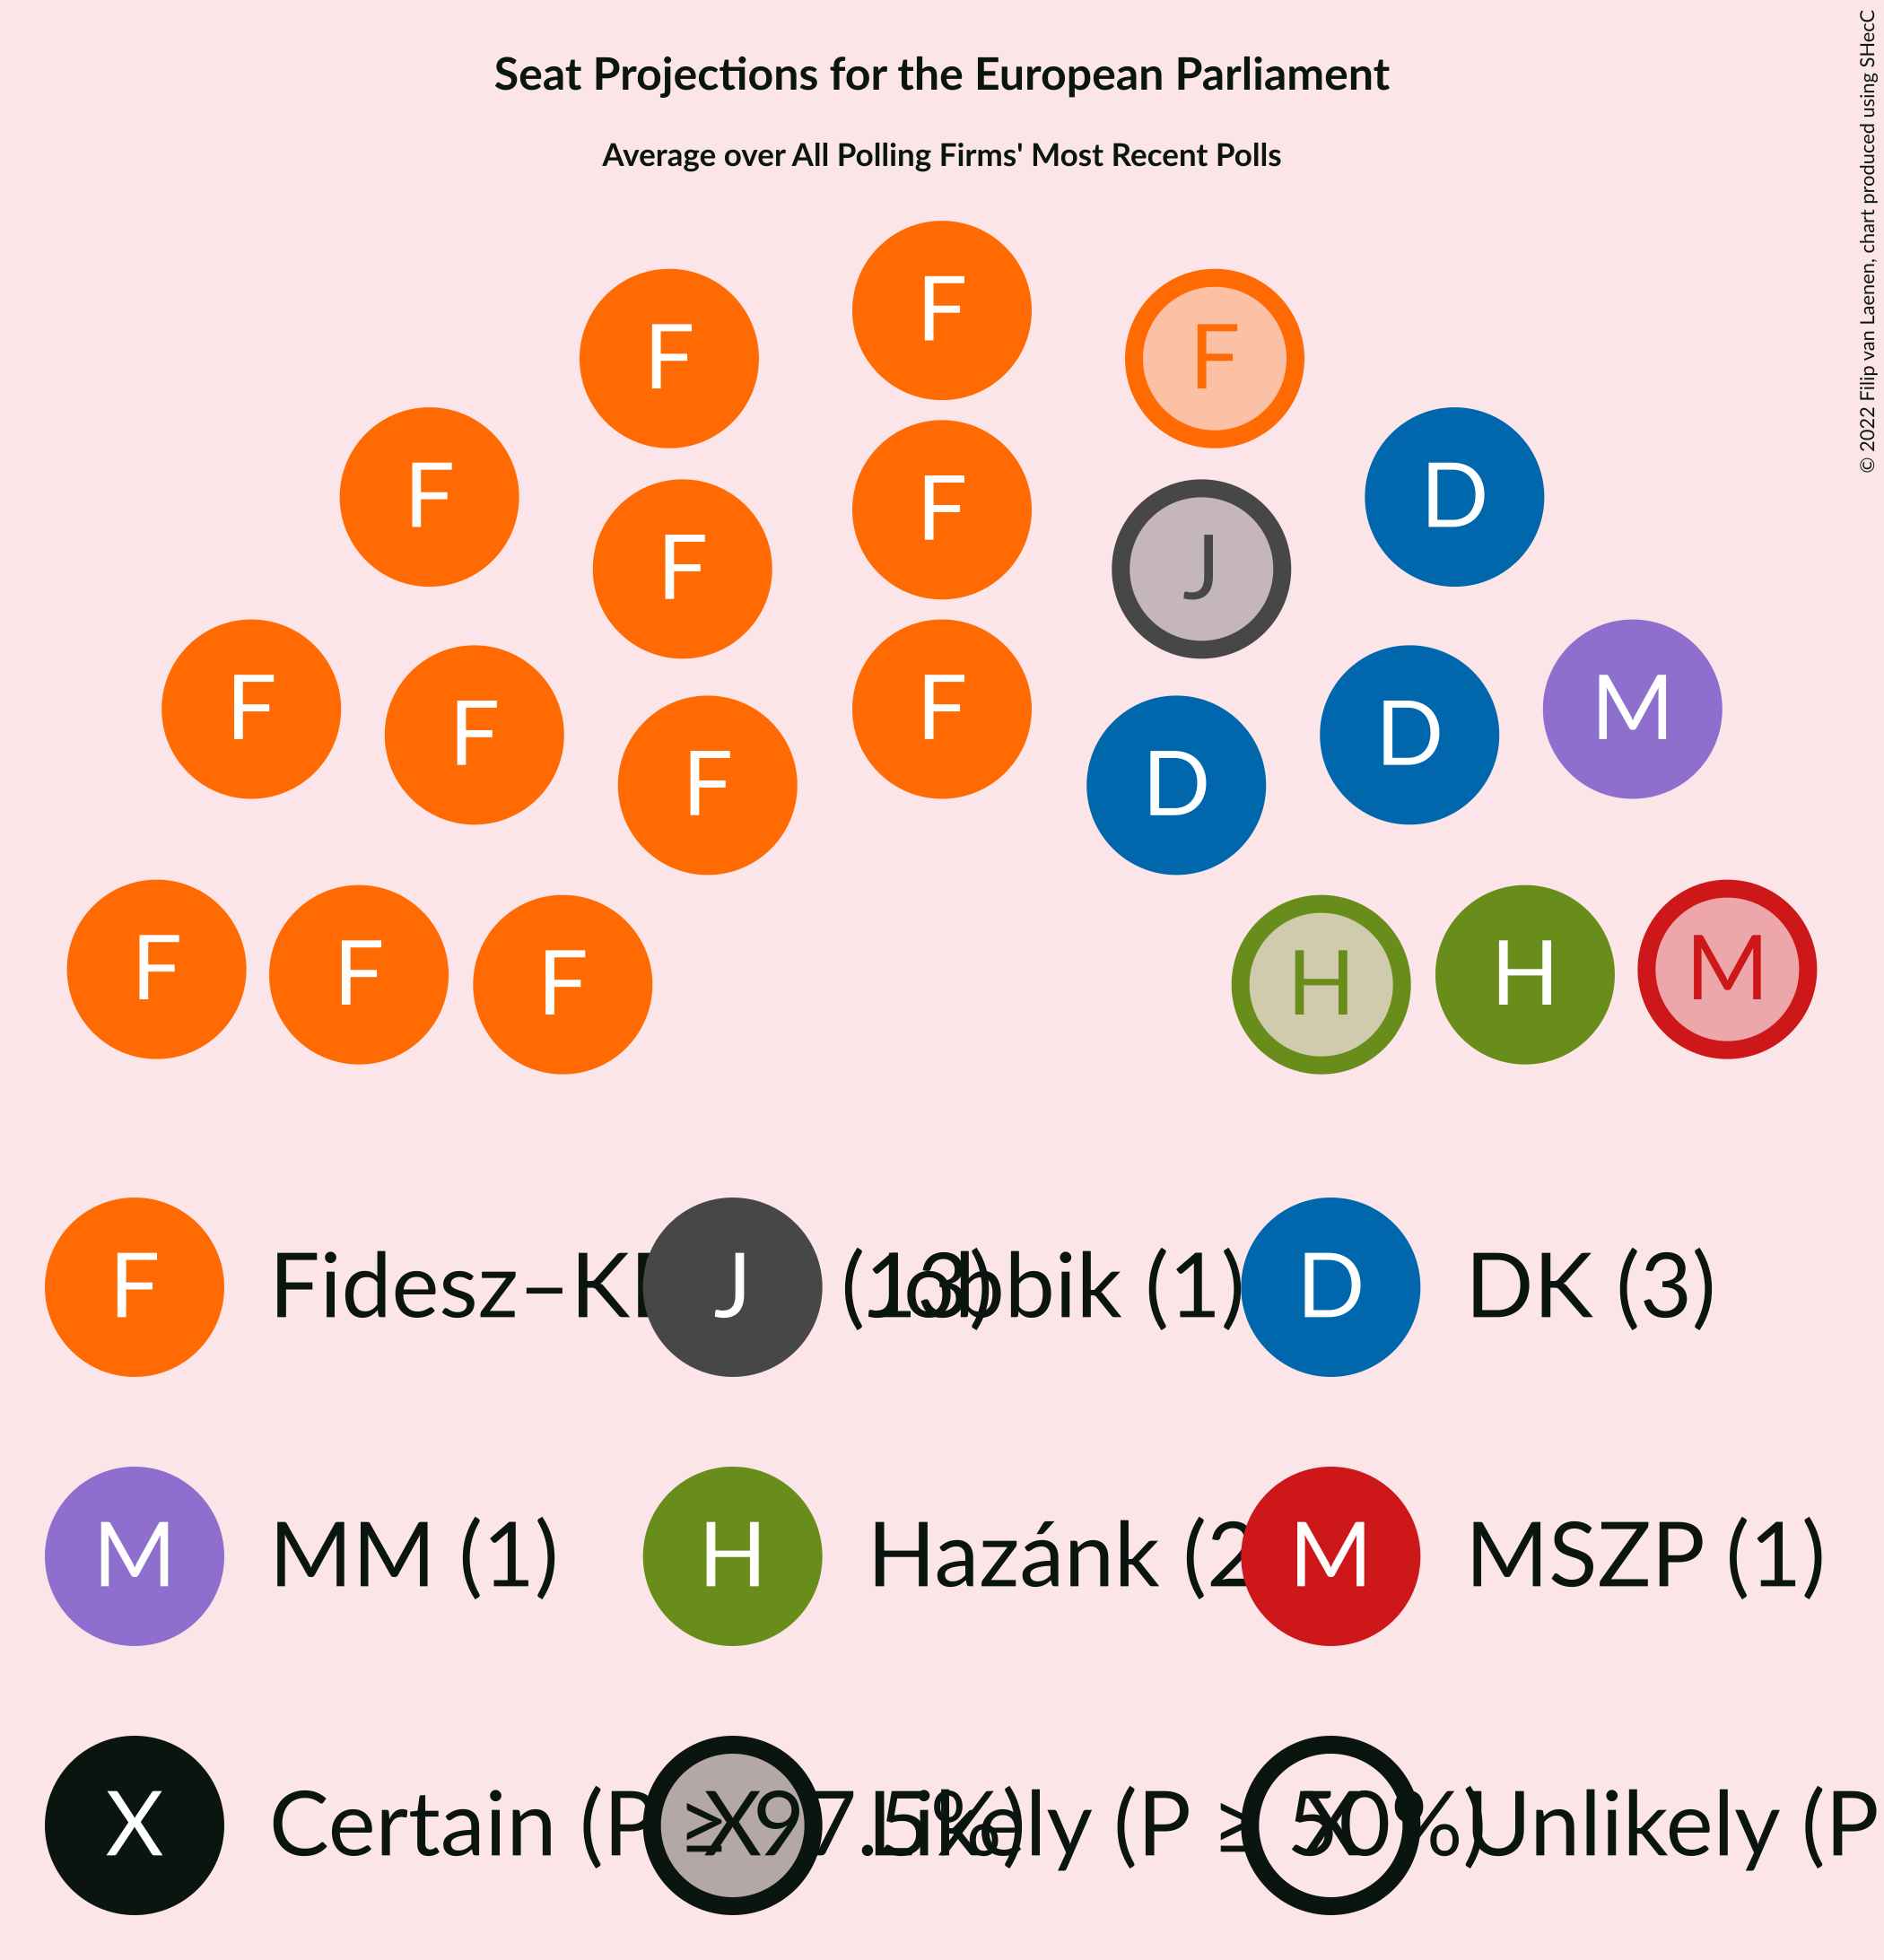 Seat Projections for the European Parliament
Average over All Polling Firms' Most Recent Polls
© 2022 Filip van Laenen, chart produced using SHecC
F
F F
F D
F
F J
F F M
F D
F D
F F M
F H
F H
F Fidesz–K (13)
J Jobbik (1)
D DK (3)
M MM (1)
H Hazánk (2
M MSZP (1)
X Certain (P ≥ 97.5%)
X Likely (P ≥ 50%)
X Unlikely (P